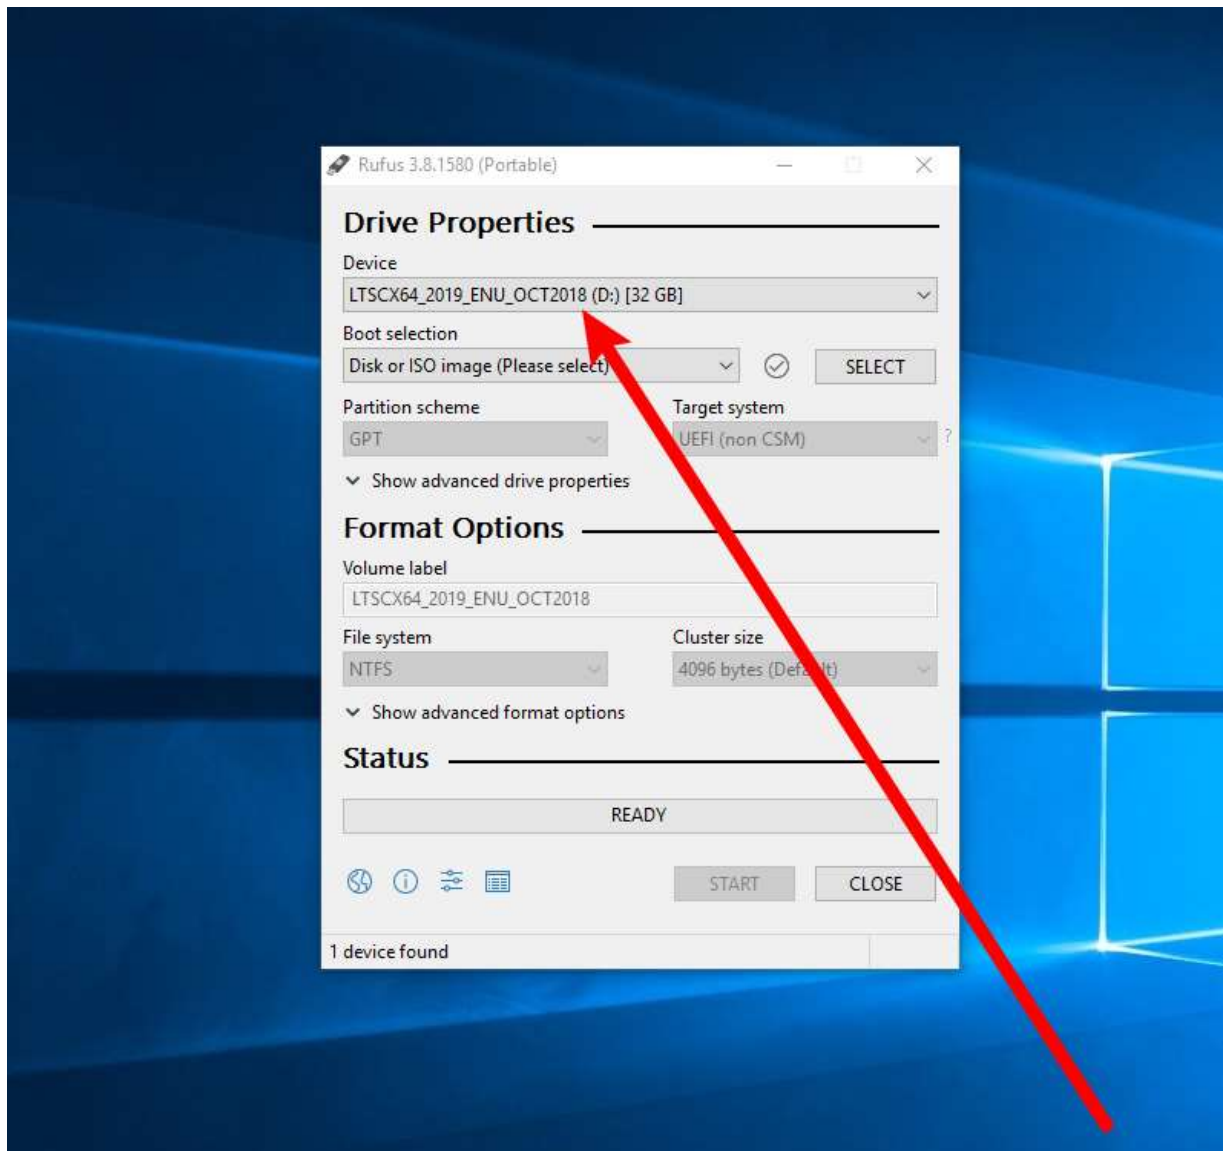 Rufus 3.8.1580 (Portable)
Drive Properties
Device
LTSCX64_2019_ENU_OCT2018 (D:) [32 GB]
Boot selection
Disk or ISO image (Please select)
SELECT
Partition scheme
Target system
GPT
UEFI (non CSM)
?
Show advanced drive properties
Format Options
Volume label
LTSCX64_2019_ENU_OCT2018
File system
Cluster size
NTFS
4096 bytes (Default)
Show advanced format options
Status
READY
START
CLOSE
1 device found